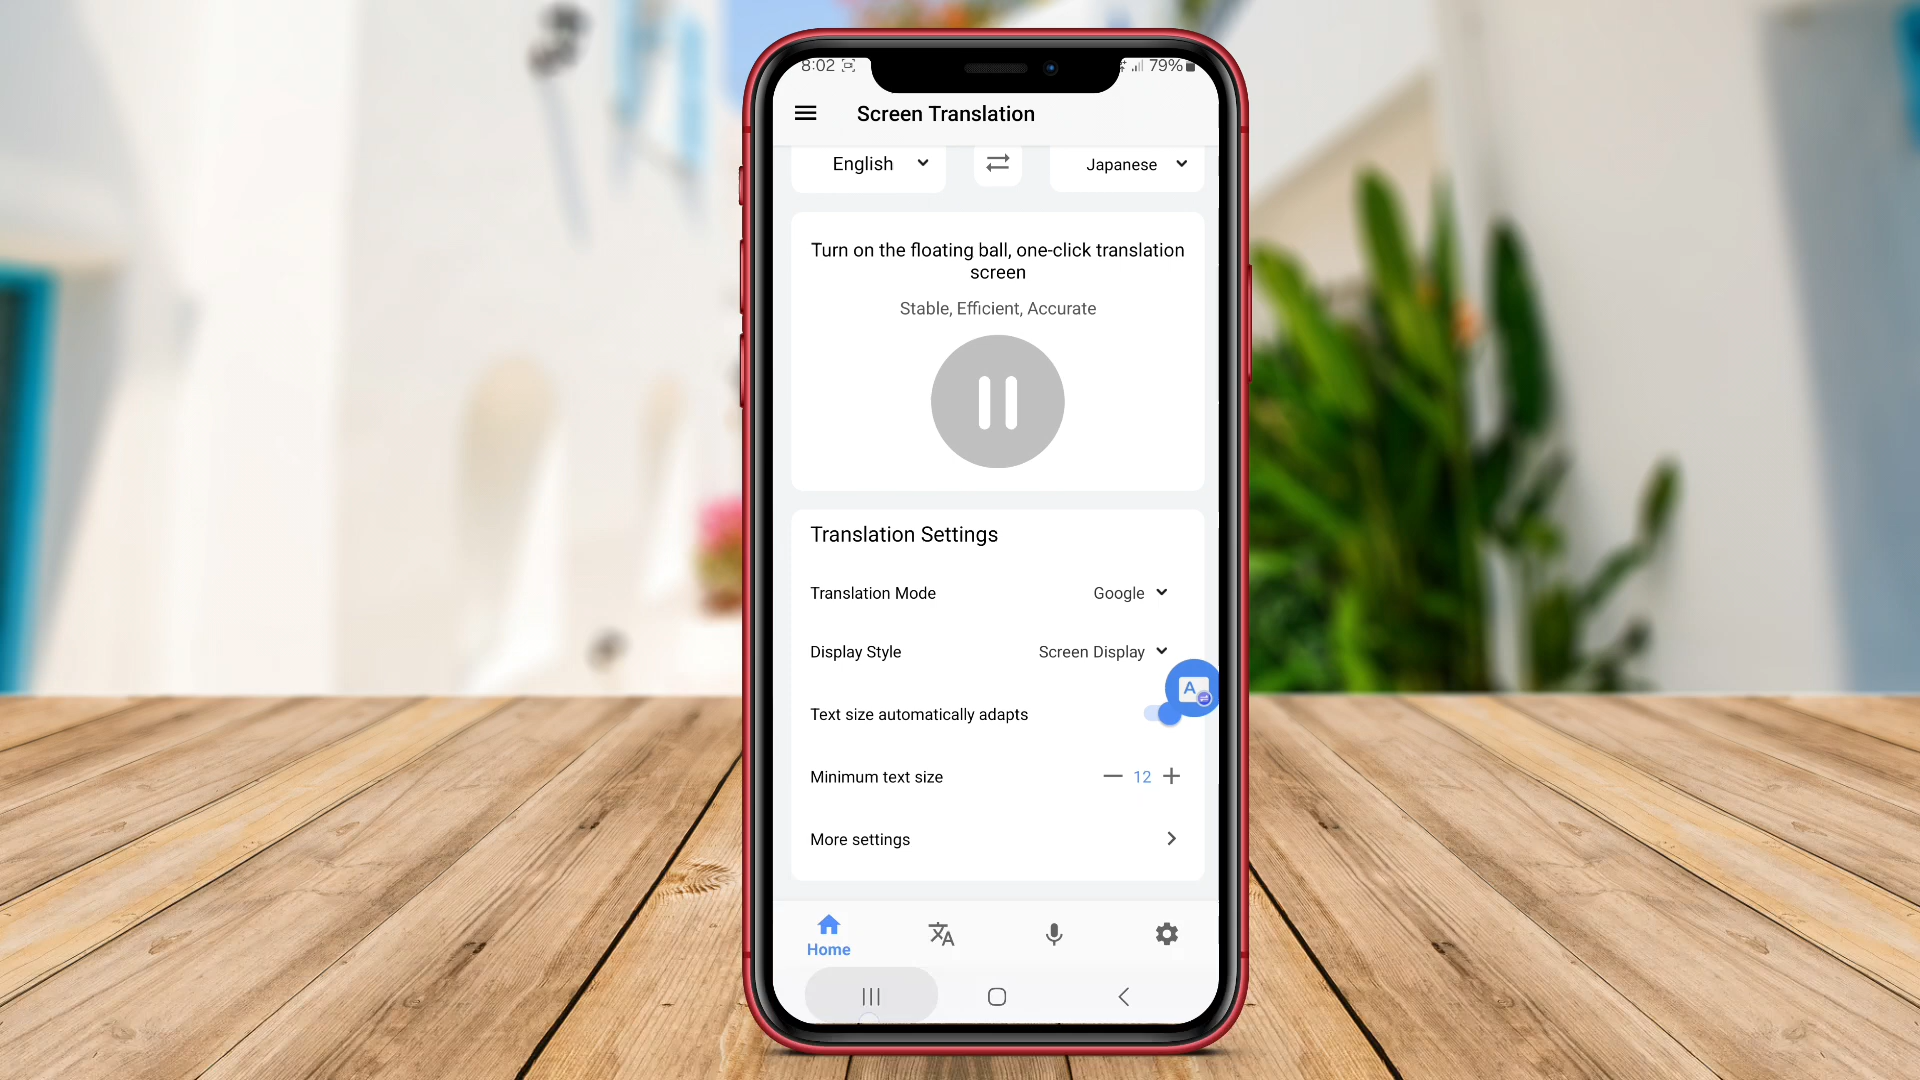 8:02 79%
Screen Translation
English Japanese
Turn on the floating ball, one-click translation
screen
Stable, Efficient, Accurate
Translation Settings
Translation Mode Google
Display Style Screen Display
A
Text size automatically adapts
Minimum text size 12
More settings
Home